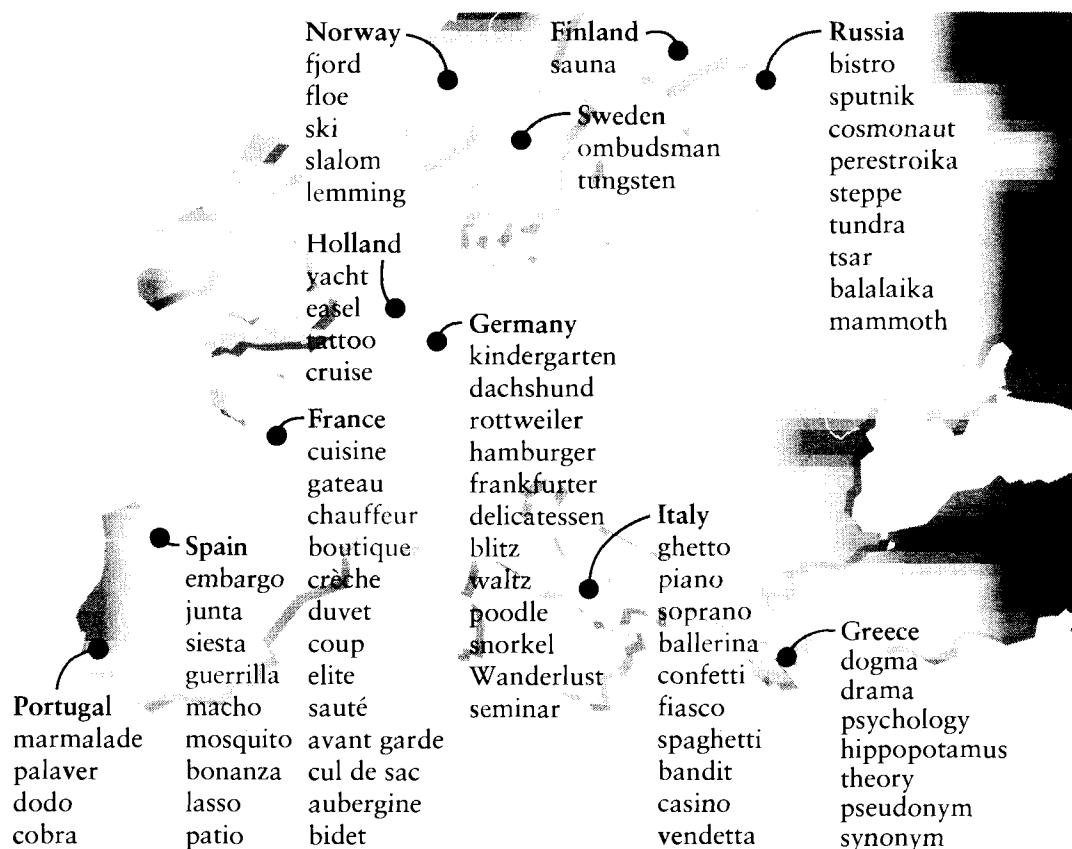 Norway
fjord
floe
ski
slalom
lemming
Finland
sauna
Sweden
ombudsman
tungsten
Russia
bistro
sputnik
cosmonaut
perestroika
steppe
tundra
tsar
balalaika
mammoth
Holland
yacht
easel
tattoo
cruise
Germany
kindergarten
dachshund
rottweiler
hamburger
frankfurter
delicatessen
blitz
waltz
poodle
snorkel
Wanderlust
seminar
France
cuisine
gateau
chauffeur
boutique
crèche
duvet
coup
elite
sauté
avant garde
cul de sac
aubergine
bidet
Spain
embargo
junta
siesta
guerrilla
macho
mosquito
bonanza
lasso
patio
Portugal
marmalade
palaver
dodo
cobra
Italy
ghetto
piano
soprano
ballerina
confetti
fiasco
spaghetti
bandit
casino
vendetta
Greece
dogma
drama
psychology
hippopotamus
theory
pseudonym
synonym